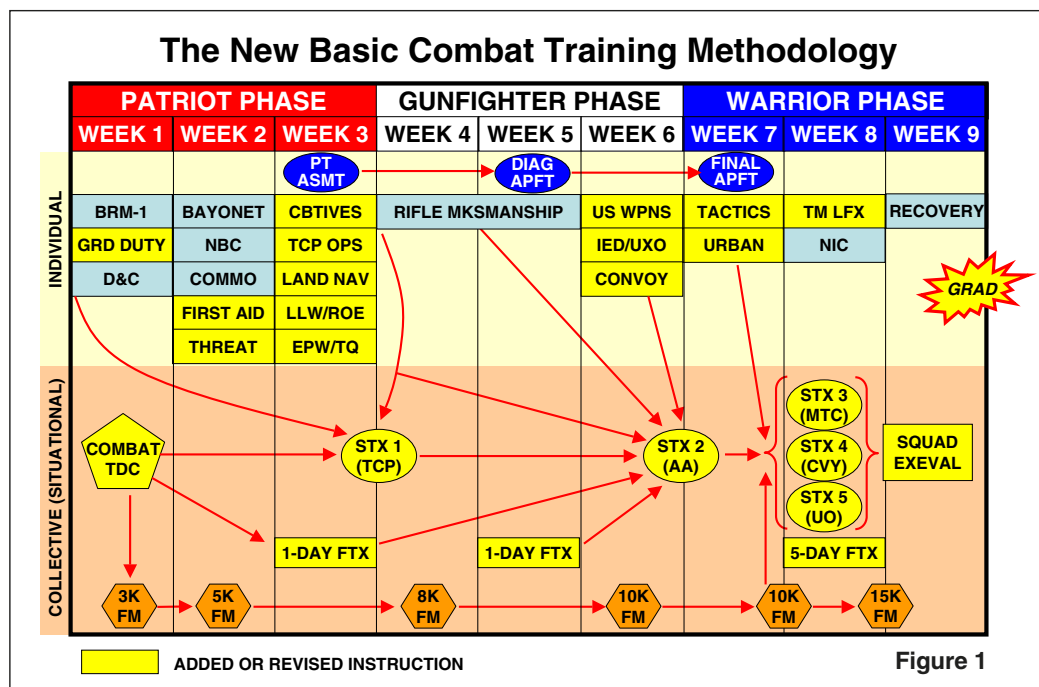 The New Basic Combat Training Methodology
PATRIOT PHASE GUNFIGHTER PHASE WARRIOR PHASE
WEEK 1 WEEK 2 WEEK 3 WEEK 4 WEEK 5 WEEK 6 WEEK 7 WEEK 8 WEEK 9
INDIVIDUAL
PT
ASMT
DIAG
APFT
FINAL
APFT
BRM-1 BAYONET CBTIVES RIFLE MKSMANSHIP US WPNS TACTICS TM LFX RECOVERY
GRD DUTY NBC TCP OPS IED/UXO URBAN NIC
D&C COMMO LAND NAV CONVOY
FIRST AID LLW/ROE
THREAT EPW/TQ
GRAD
COLLECTIVE (SITUATIONAL)
COMBAT
TDC
STX 1
(TCP)
STX 2
(AA)
STX 3
(MTC)
STX 4
(CVY)
STX 5
(UO)
SQUAD
EXEVAL
1-DAY FTX 1-DAY FTX 5-DAY FTX
3K
FM
5K
FM
8K
FM
10K
FM
10K
FM
15K
FM
ADDED OR REVISED INSTRUCTION
Figure 1